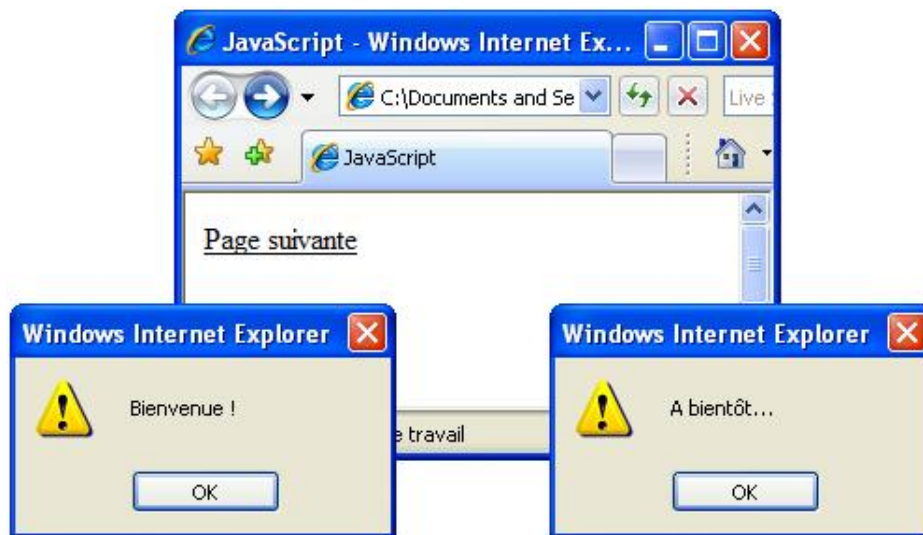 JavaScript - Windows Internet Ex...
C:\Documents and Se
Live
JavaScript
Page suivante
Windows Internet Explorer
Bienvenue !
OK
e travail
Windows Internet Explorer
A bientôt...
OK